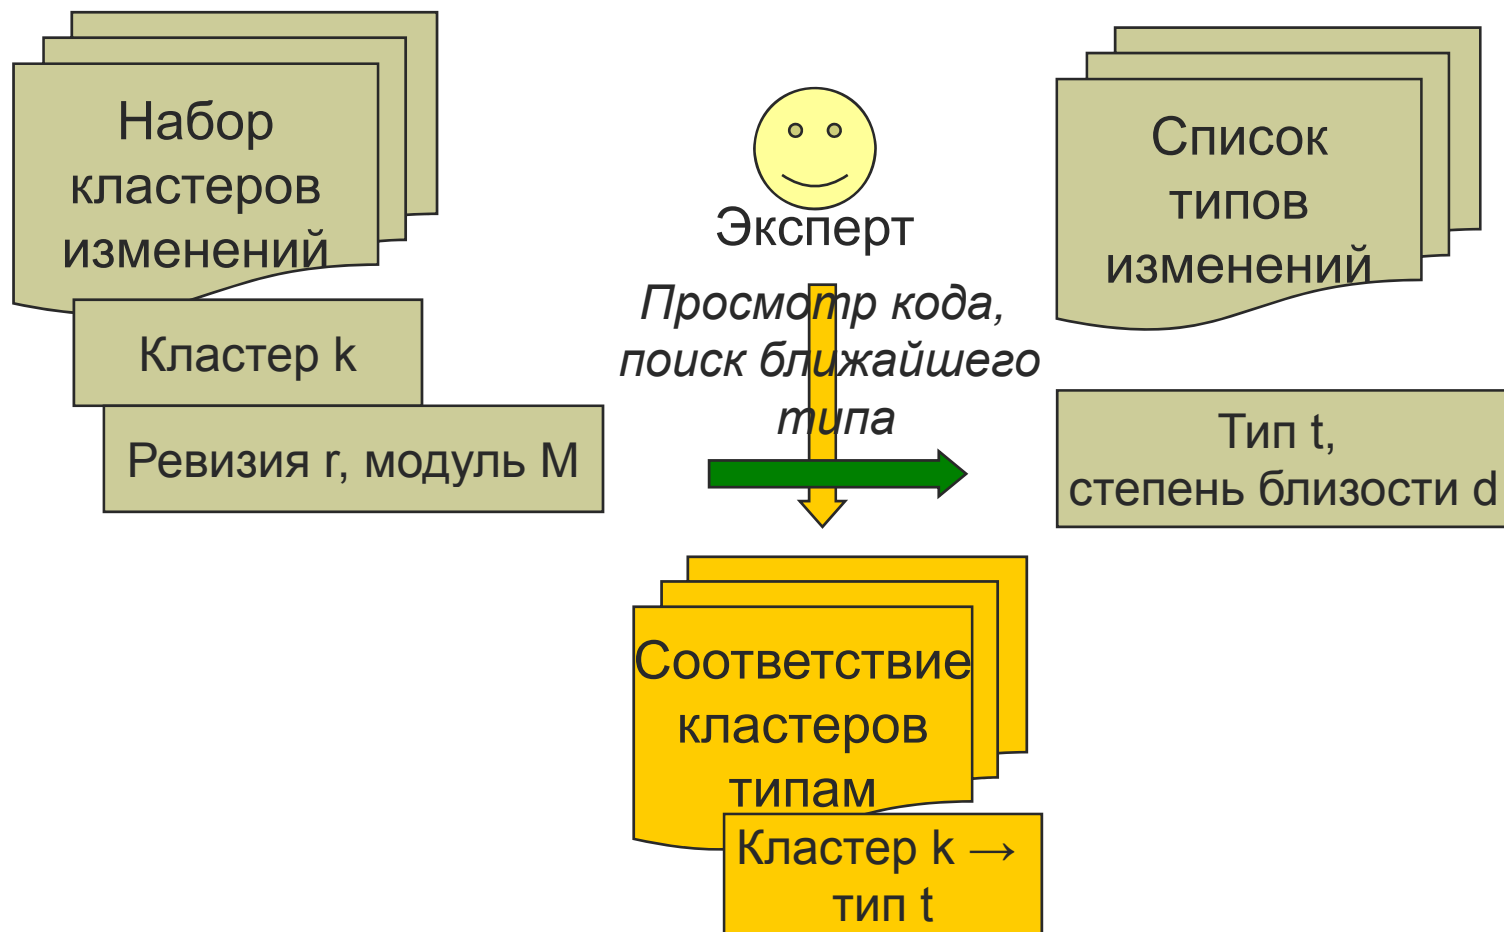 Набор
кластеров
изменений
Кластер k
Ревизия r, модуль M
Эксперт
Просмотр кода,
поиск ближайшего
типа
Список
типов
изменений
Тип t,
степень близости d
Соответствие
кластеров
типам
Кластер k →
тип t